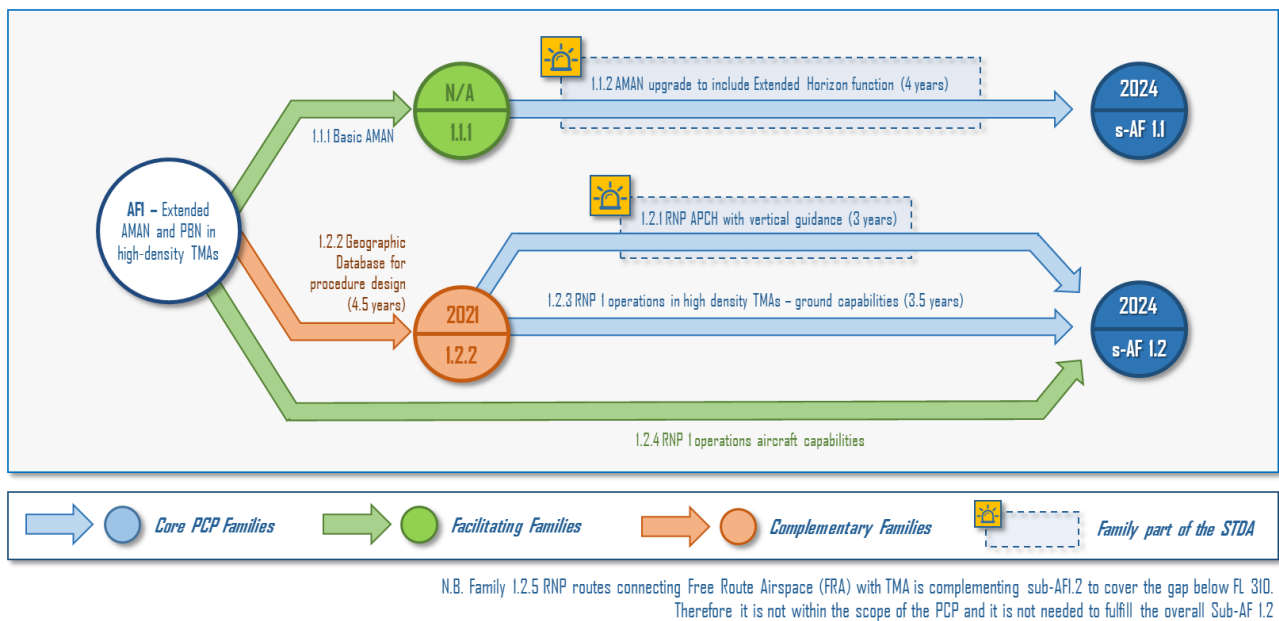 1.1.2 AMAN upgrade to include Extended Horizon function (4 years)
N/A
1.1.1
2024
s-AF 1.1
1.1.1 Basic AMAN
AF1 – Extended
AMAN and PBN in
high-density TMAs
1.2.1 RNP APCH with vertical guidance (3 years)
1.2.2 Geographic
Database for
procedure design
(4.5 years)
1.2.3 RNP 1 operations in high density TMAs – ground capabilities (3.5 years)
2021
1.2.2
2024
s-AF 1.2
1.2.4 RNP 1 operations aircraft capabilities
Core PCP Families
Facilitating Families
Complementary Families
Family part of the STDA
N.B. Family 1.2.5 RNP routes connecting Free Route Airspace (FRA) with TMA is complementing sub-AF1.2 to cover the gap below FL 310.
Therefore it is not within the scope of the PCP and it is not needed to fulfill the overall Sub-AF 1.2